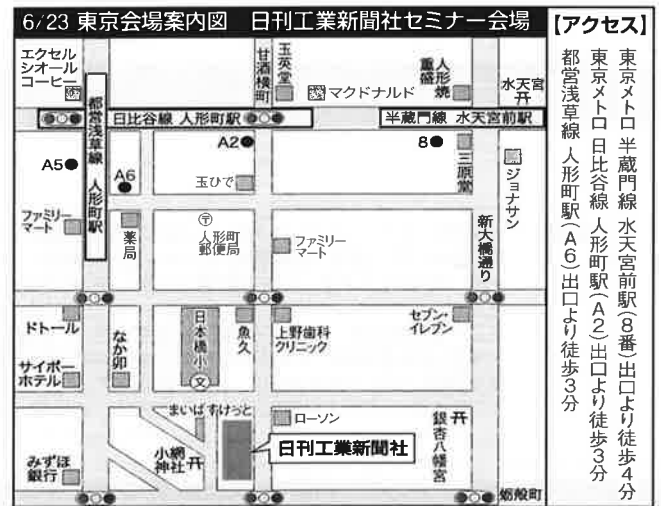 6/23 東京会場案内図 日刊工業新聞社セミナー会場
エクセル
シオール
コーヒー
都営浅草線 人形町駅
甘酒横町
玉英堂
マクドナルド
人形焼
重盛
水天宮
日比谷線 人形町駅
半蔵門線 水天宮前駅
A5
A6
A2
8
玉ひで
三原堂
ジョナサン
ファミリー
マート
薬局
〒
人形町
郵便局
ファミリー
マート
新大橋通り
ドトール
なか卯
日本橋小
文
魚久
上野歯科
クリニック
セブン・
イレブン
サイボー
ホテル
まいばすけっと
ローソン
銀杏八幡宮
小網
神社
日刊工業新聞社
みずほ
銀行
蛎殻町
【アクセス】
東京メトロ 半蔵門線 水天宮前駅(8番)出口より徒歩4分
東京メトロ 日比谷線 人形町駅(A2)出口より徒歩3分
都営浅草線 人形町駅(A6)出口より徒歩3分